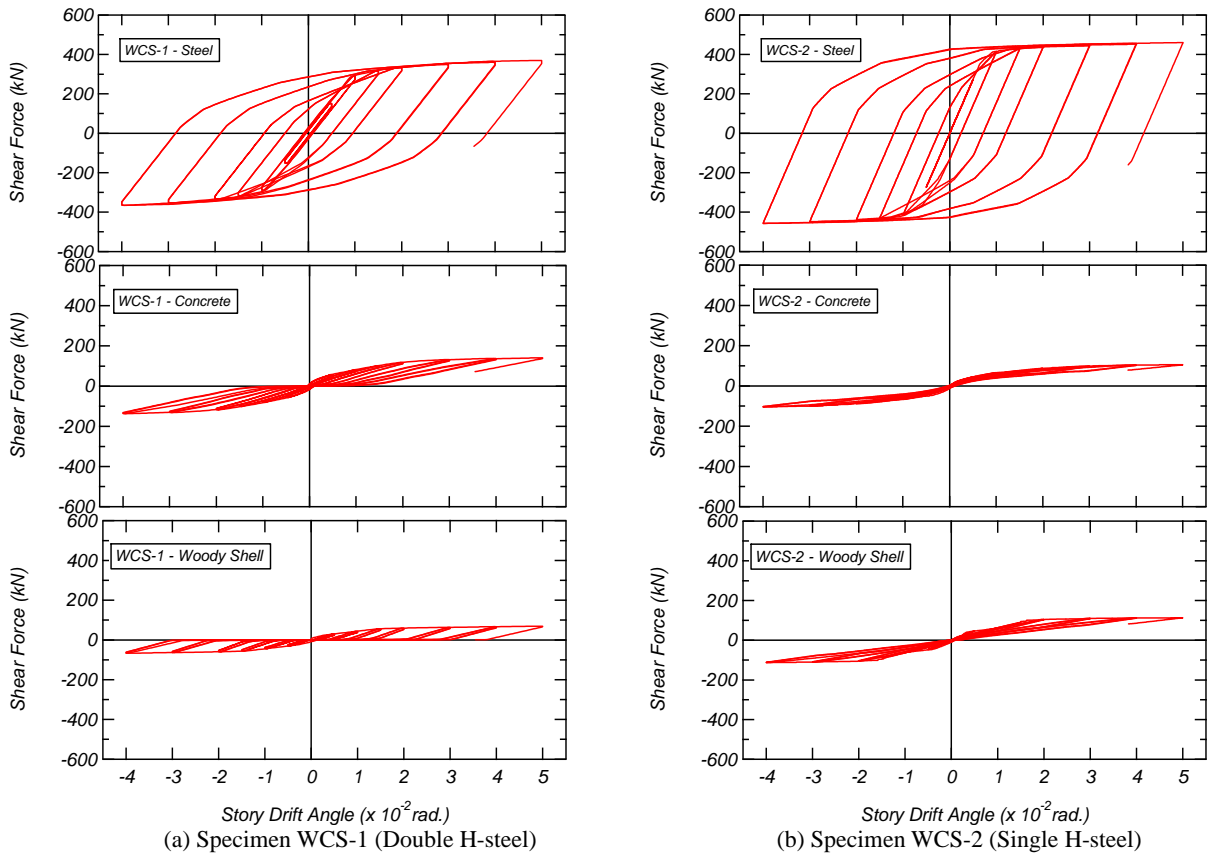 600
400
200
0
-200
-400
-600
Shear Force (kN)
WCS-1 - Steel
600
400
200
0
-200
-400
-600
Shear Force (kN)
WCS-1 - Concrete
600
400
200
0
-200
-400
-600
Shear Force (kN)
WCS-1 - Woody Shell
-4 -3 -2 -1 0 1 2 3 4 5
Story Drift Angle (x 10-2 rad.)
(a) Specimen WCS-1 (Double H-steel)
600
400
200
0
-200
-400
-600
Shear Force (kN)
WCS-2 - Steel
600
400
200
0
-200
-400
-600
Shear Force (kN)
WCS-2 - Concrete
600
400
200
0
-200
-400
-600
Shear Force (kN)
WCS-2 - Woody Shell
-4 -3 -2 -1 0 1 2 3 4 5
Story Drift Angle (x 10-2 rad.)
(b) Specimen WCS-2 (Single H-steel)